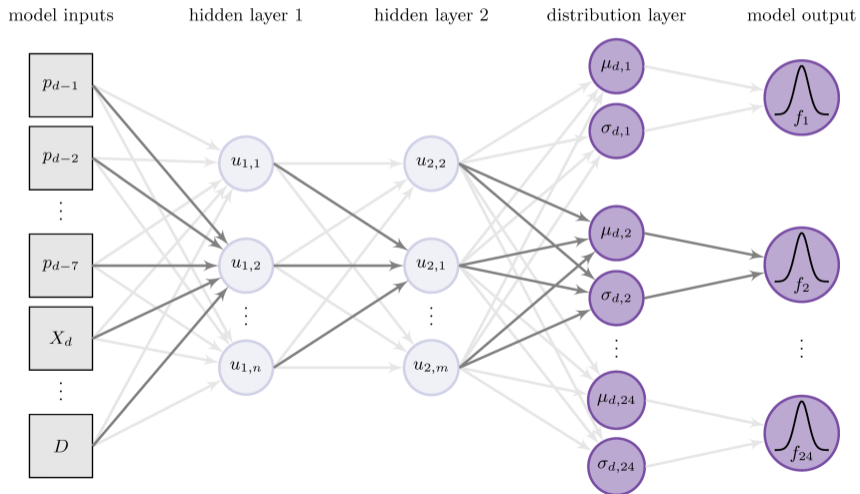 model inputs hidden layer 1 hidden layer 2 distribution layer model output
p_{d−1}
p_{d−2}
⋮
p_{d−7}
X_d
⋮
D
u_{1,1}
u_{1,2}
⋮
u_{1,n}
u_{2,2}
u_{2,1}
⋮
u_{2,m}
μ_{d,1}
σ_{d,1}
μ_{d,2}
σ_{d,2}
⋮
μ_{d,24}
σ_{d,24}
f_1
f_2
⋮
f_{24}